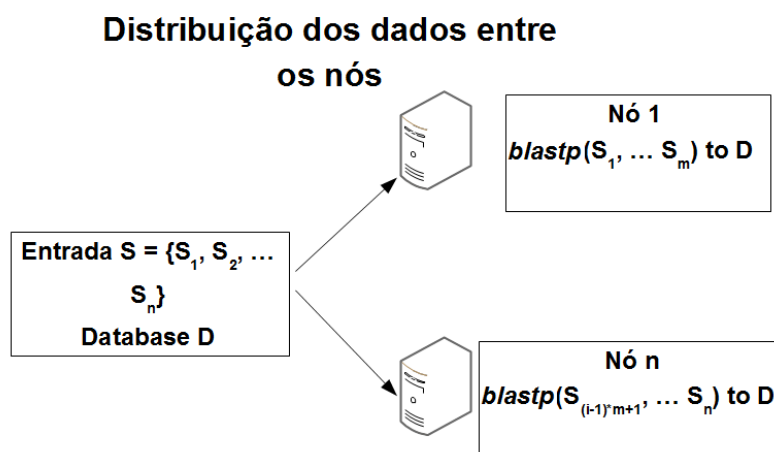 Distribuição dos dados entre
os nós
Nó 1
blastp(S₁, … Sₘ) to D
Entrada S = {S₁, S₂, …
Sₙ}
Database D
Nó n
blastp(S₍ᵢ₋₁₎*ₘ₊₁, … Sₙ) to D